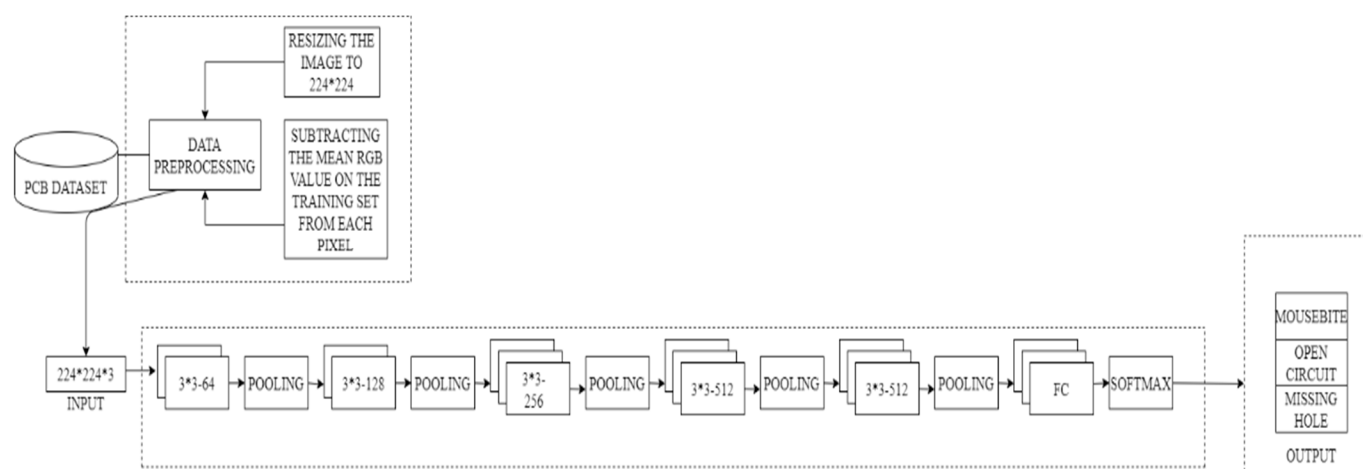 RESIZING THE
IMAGE TO
224*224
DATA
PREPROCESSING
SUBTRACTING
THE MEAN RGB
VALUE ON THE
TRAINING SET
FROM EACH
PIXEL
PCB DATASET
224*224*3
INPUT
3*3-64
POOLING
3*3-128
POOLING
3*3-
256
POOLING
3*3-512
POOLING
3*3-512
POOLING
FC
SOFTMAX
MOUSEBITE
OPEN
CIRCUIT
MISSING
HOLE
OUTPUT